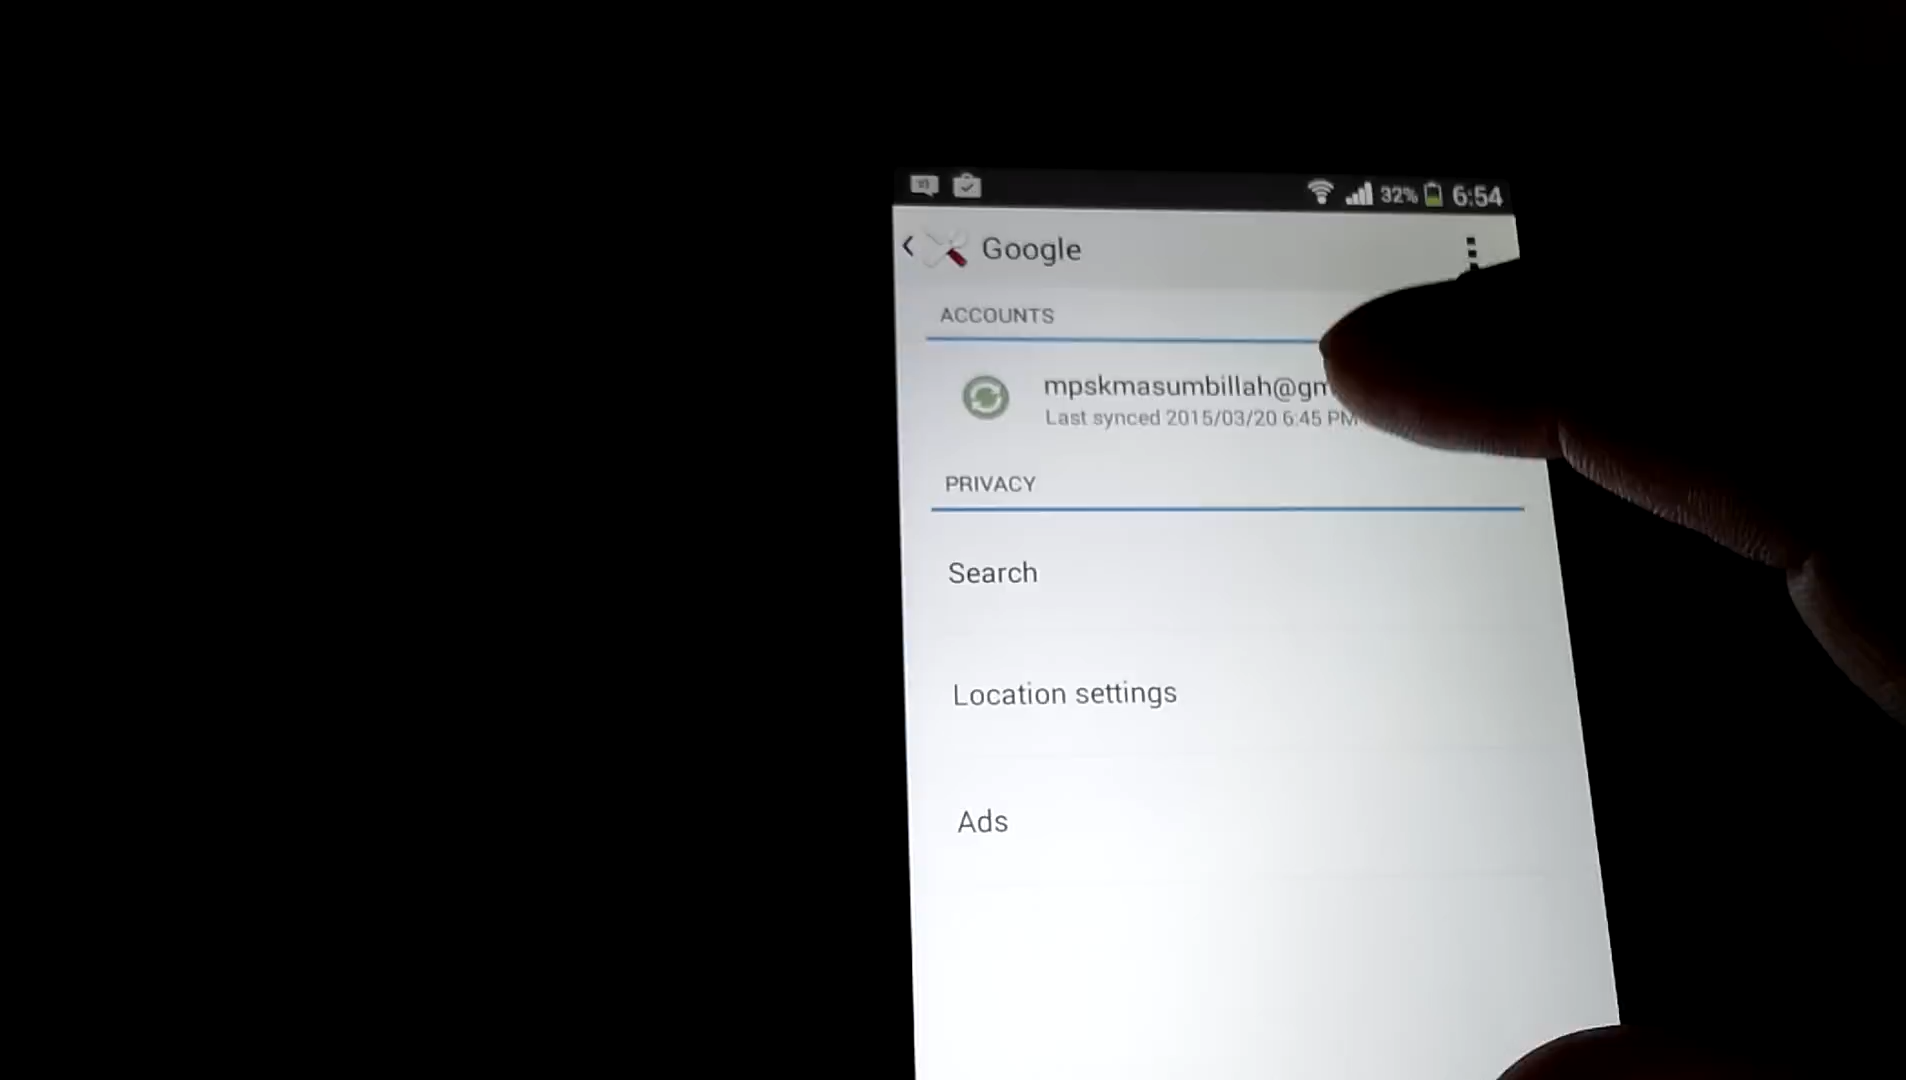 32% 6:54
Google
ACCOUNTS
mpskmasumbillah@gm
Last synced 2015/03/20 6:45 PM
PRIVACY
Search
Location settings
Ads